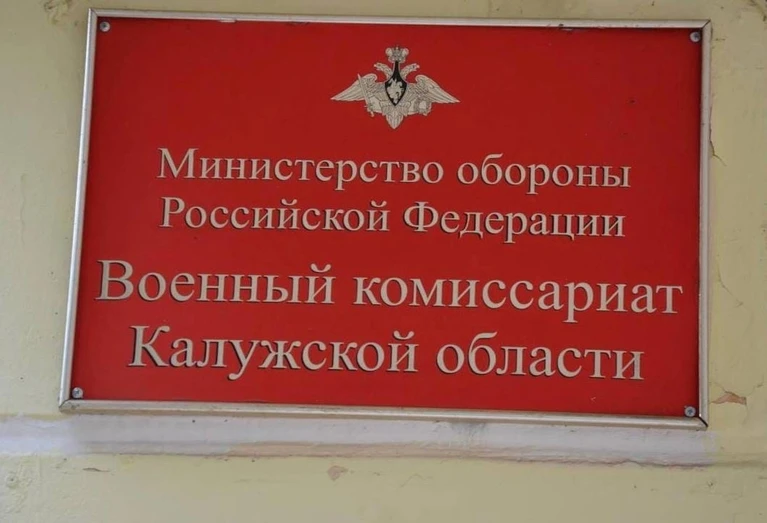 Министерство обороны
Российской Федерации
Военный комиссариат
Калужской области